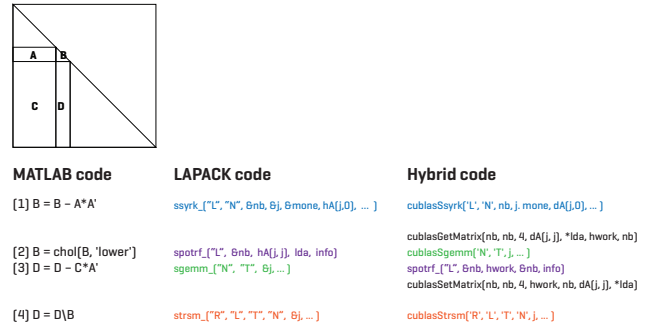 A B
C D
MATLAB code LAPACK code Hybrid code
(1) B = B – A*A' ssyrk_("L", "N", &nb, &j, &mone, hA(j,0), ... ) cublasSsyrk('L', 'N', nb, j. mone, dA(j,0), ... )
cublasGetMatrix(nb, nb, 4, dA(j, j), *lda, hwork, nb)
(2) B = chol(B, 'lower') spotrf_("L", &nb, hA(j, j), lda, info) cublasSgemm('N', 'T', j, ... )
(3) D = D – C*A' sgemm_("N", "T", &j, ... ) spotrf_("L", &nb, hwork, &nb, info)
cublasSetMatrix(nb, nb, 4, hwork, nb, dA(j, j), *lda)
(4) D = D\B strsm_("R", "L", "T", "N", &j, ... ) cublasStrsm('R', 'L', 'T', 'N', j, ... )